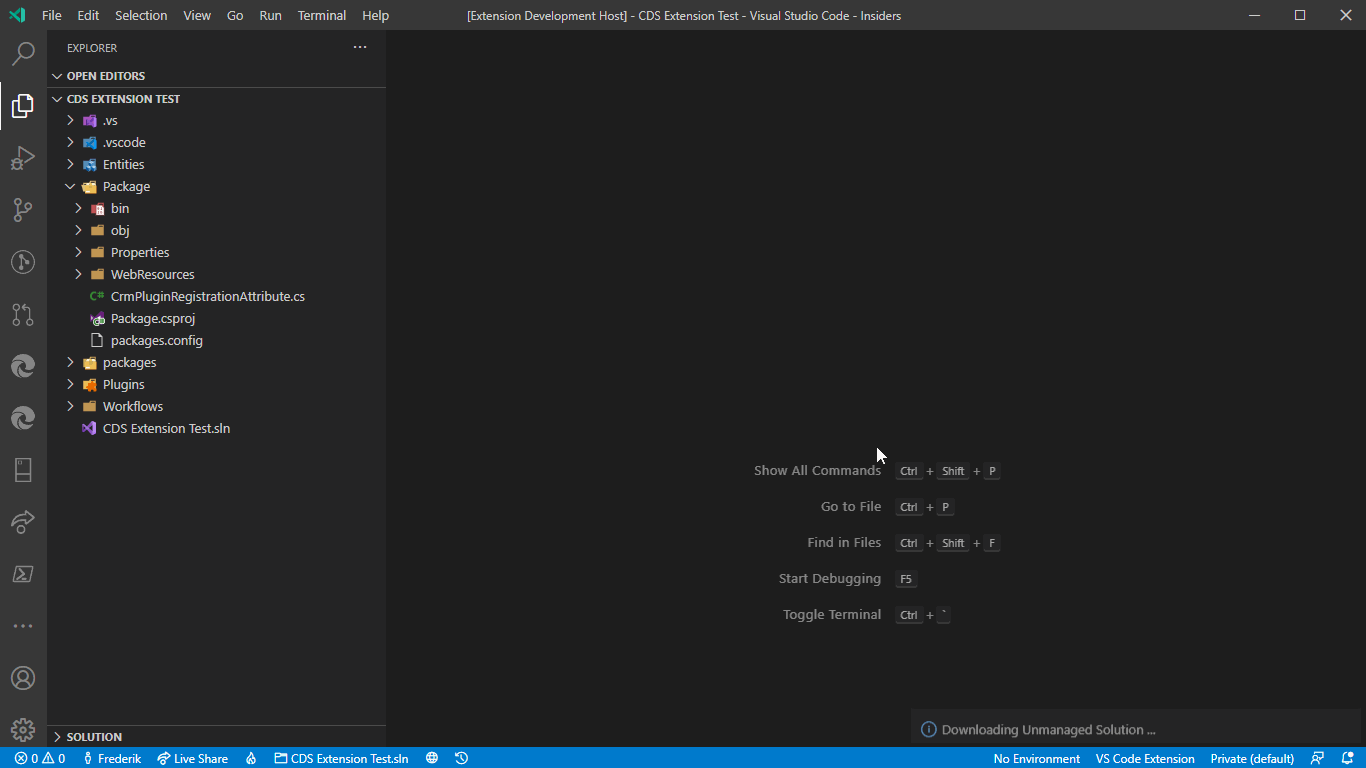 File Edit Selection View Go Run Terminal Help [Extension Development Host] - CDS Extension Test - Visual Studio Code - Insiders
EXPLORER ...
OPEN EDITORS
CDS EXTENSION TEST
.vs
.vscode
Entities
Package
bin
obj
Properties
WebResources
C# CrmPluginRegistrationAttribute.cs
Package.csproj
packages.config
packages
Plugins
Workflows
CDS Extension Test.sln
Show All Commands Ctrl + Shift + P
Go to File Ctrl + P
Find in Files Ctrl + Shift + F
Start Debugging F5
Toggle Terminal Ctrl + `
Downloading Unmanaged Solution ...
SOLUTION
0 0 Frederik Live Share CDS Extension Test.sln No Environment VS Code Extension Private (default)